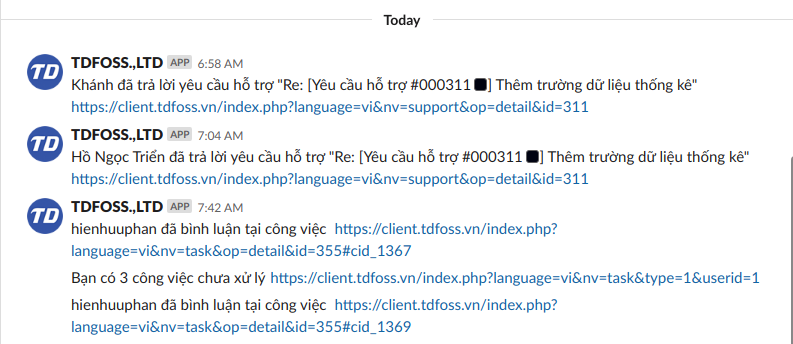 Today
TD
TDFOSS.,LTD APP 6:58 AM
Khánh đã trả lời yêu cầu hỗ trợ "Re: [Yêu cầu hỗ trợ #000311 ] Thêm trường dữ liệu thống kê"
https://client.tdfoss.vn/index.php?language=vi&nv=support&op=detail&id=311
TD
TDFOSS.,LTD APP 7:04 AM
Hồ Ngọc Triển đã trả lời yêu cầu hỗ trợ "Re: [Yêu cầu hỗ trợ #000311 ] Thêm trường dữ liệu thống kê"
https://client.tdfoss.vn/index.php?language=vi&nv=support&op=detail&id=311
TD
TDFOSS.,LTD APP 7:42 AM
hienhuuphan đã bình luận tại công việc https://client.tdfoss.vn/index.php?
language=vi&nv=task&op=detail&id=355#cid_1367
Bạn có 3 công việc chưa xử lý https://client.tdfoss.vn/index.php?language=vi&nv=task&type=1&userid=1
hienhuuphan đã bình luận tại công việc https://client.tdfoss.vn/index.php?
language=vi&nv=task&op=detail&id=355#cid_1369